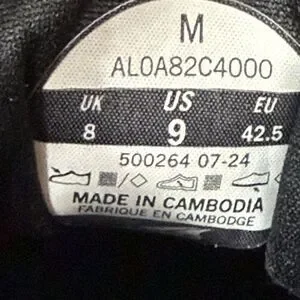 M
AL0A82C4000
UK US EU
8 9 42.5
500264 07-24
MADE IN CAMBODIA
FABRIQUE EN CAMBODGE